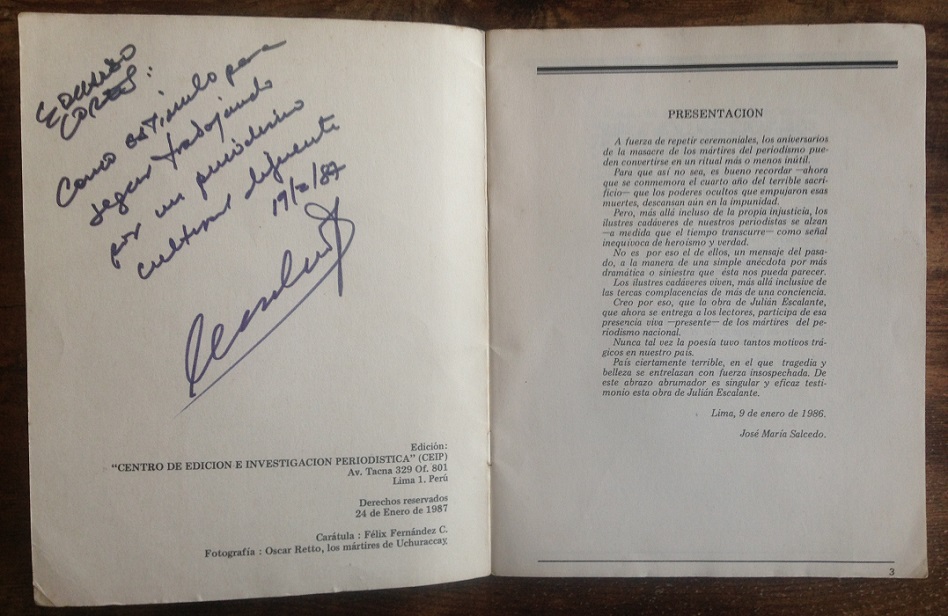 EDUARDO
CORTES:
Como estímulo para
seguir trabajando
por un periodismo
cultural diferente
19/2/87
Edición:
"CENTRO DE EDICION E INVESTIGACION PERIODISTICA" (CEIP)
Av. Tacna 329 Of. 801
Lima 1. Perú
Derechos reservados
24 de Enero de 1987
Carátula : Félix Fernández C.
Fotografía : Oscar Retto, los mártires de Uchuraccay.
PRESENTACION
A fuerza de repetir ceremoniales, los aniversarios
de la masacre de los mártires del periodismo pue-
den convertirse en un ritual más o menos inútil.
Para que así no sea, es bueno recordar —ahora
que se conmemora el cuarto año del terrible sacri-
ficio— que los poderes ocultos que empujaron esas
muertes, descansan aún en la impunidad.
Pero, más allá incluso de la propia injusticia, los
ilustres cadáveres de nuestros periodistas se alzan
—a medida que el tiempo transcurre— como señal
inequívoca de heroísmo y verdad.
No es por eso el de ellos, un mensaje del pasa-
do, a la manera de una simple anécdota por más
dramática o siniestra que ésta nos pueda parecer.
Los ilustres cadáveres viven, más allá inclusive de
las tercas complacencias de más de una conciencia.
Creo por eso, que la obra de Julián Escalante,
que ahora se entrega a los lectores, participa de esa
presencia viva —presente— de los mártires del pe-
riodismo nacional.
Nunca tal vez la poesía tuvo tantos motivos trá-
gicos en nuestro país.
País ciertamente terrible, en el que tragedia y
belleza se entrelazan con fuerza insospechada. De
este abrazo abrumador es singular y eficaz testi-
monio esta obra de Julián Escalante.
Lima, 9 de enero de 1986.
José María Salcedo.
3